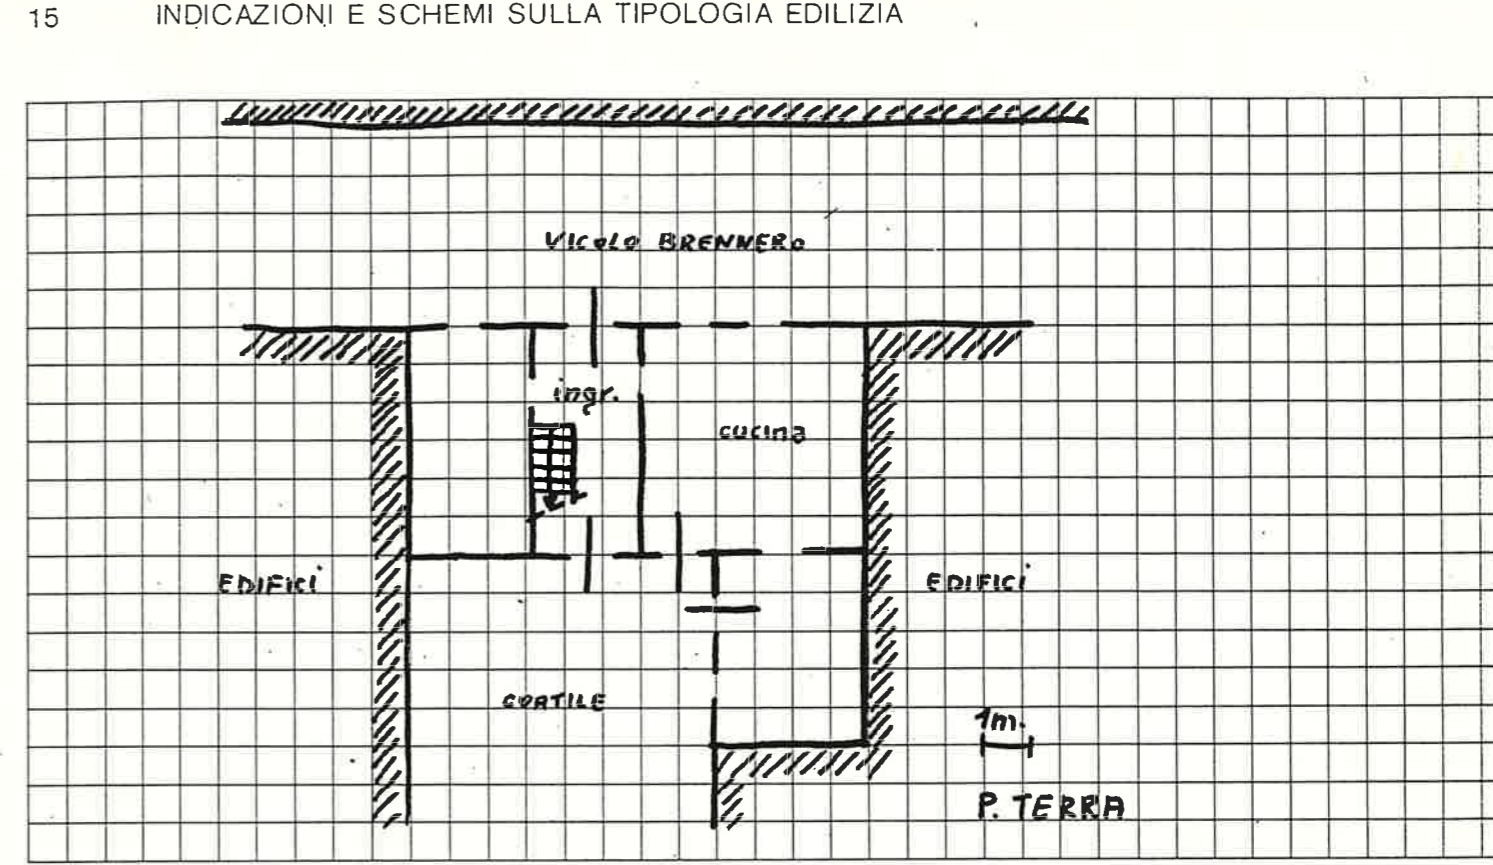 15 INDICAZIONI E SCHEMI SULLA TIPOLOGIA EDILIZIA
VICOLO BRENNERO
ingr.
cucina
EDIFICI
EDIFICI
CORTILE
1m.
P. TERRA